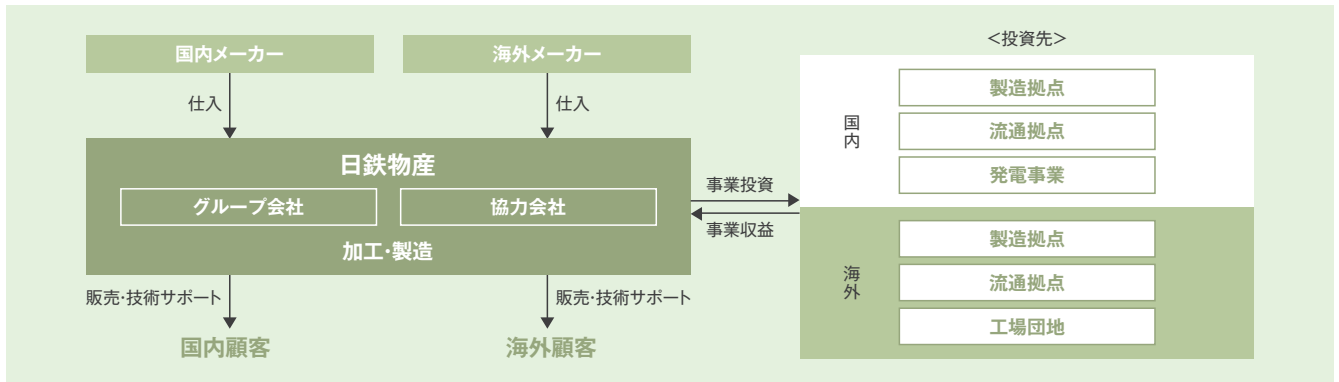 国内メーカー
海外メーカー
仕入
仕入
日鉄物産
グループ会社
協力会社
加工・製造
販売・技術サポート
販売・技術サポート
国内顧客
海外顧客
事業投資
事業収益
＜投資先＞
国内
製造拠点
流通拠点
発電事業
海外
製造拠点
流通拠点
工場団地